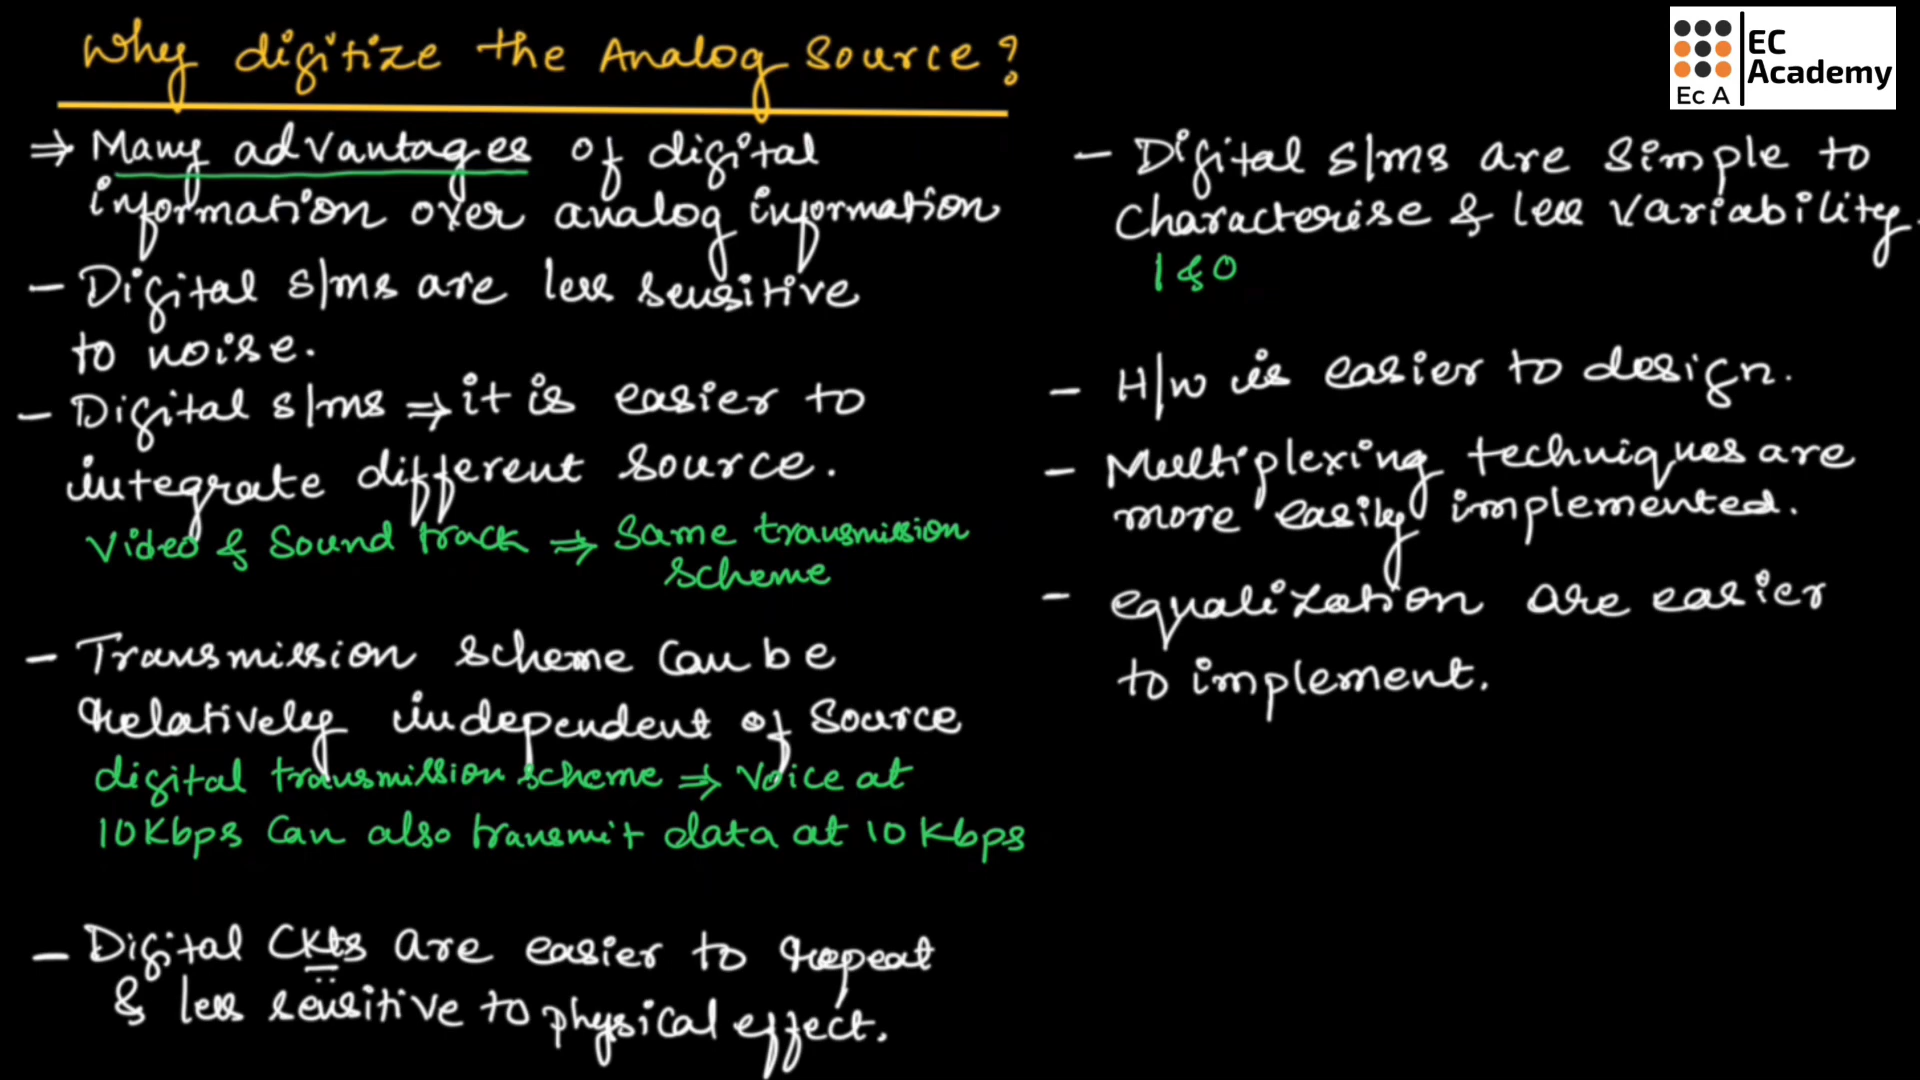 Why digitize the Analog Source?
⇒ Many advantages of digital
information over analog information
- Digital s/ms are less sensitive
to noise.
- Digital s/ms ⇒ it is easier to
integrate different source.
Video & Sound track ⇒ Same transmission
scheme
- Transmission scheme can be
relatively independent of Source
digital transmission scheme ⇒ Voice at
10Kbps Can also transmit data at 10 Kbps
- Digital Ckts are easier to repeat
& less sensitive to physical effect.
EC
Academy
Ec A
- Digital s/ms are simple to
Characterise & less variability.
1 & 0
- H/w is easier to design.
- Multiplexing techniques are
more easily implemented.
- equalization are easier
to implement.